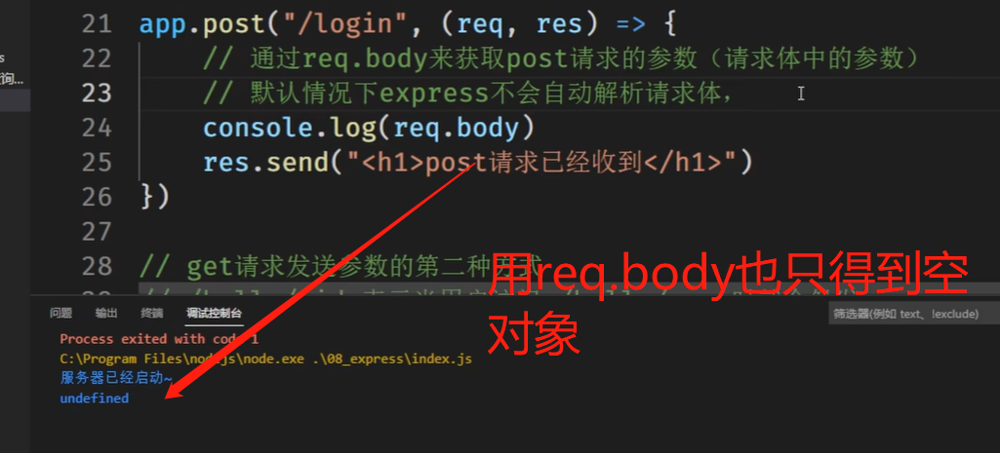 s
询...
21 app.post("/login", (req, res) => {
22 // 通过req.body来获取post请求的参数（请求体中的参数）
23 // 默认情况下express不会自动解析请求体，
24 console.log(req.body)
25 res.send("<h1>post请求已经收到</h1>")
26 })
27
28 // get请求发送参数的第二种方式
用req.body也只得到空
对象
问题 输出 终端 调试控制台 筛选器(例如 text、!exclude)
Process exited with code 1
C:\Program Files\nodejs\node.exe .\08_express\index.js
服务器已经启动~
undefined